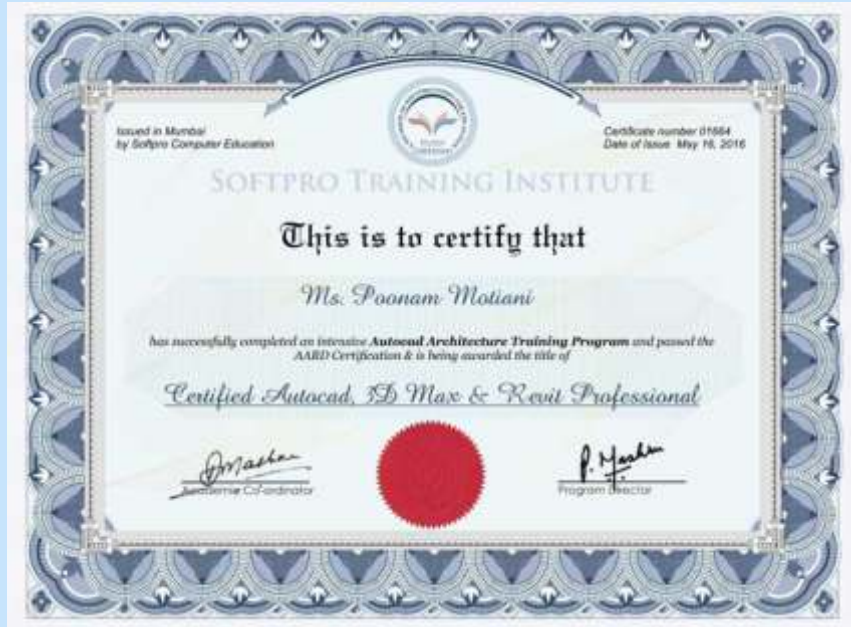 Issued in Mumbai
by Softpro Computer Education
Certificate number 01664
Date of Issue May 16, 2016
SOFTPRO TRAINING INSTITUTE
This is to certify that
Ms. Poonam Motiani
has successfully completed an intensive Autocad Architecture Training Program and passed the
AARD Certification & is being awarded the title of
Certified Autocad, 3D Max & Revit Professional
Academic Co-ordinator
P. Program Director